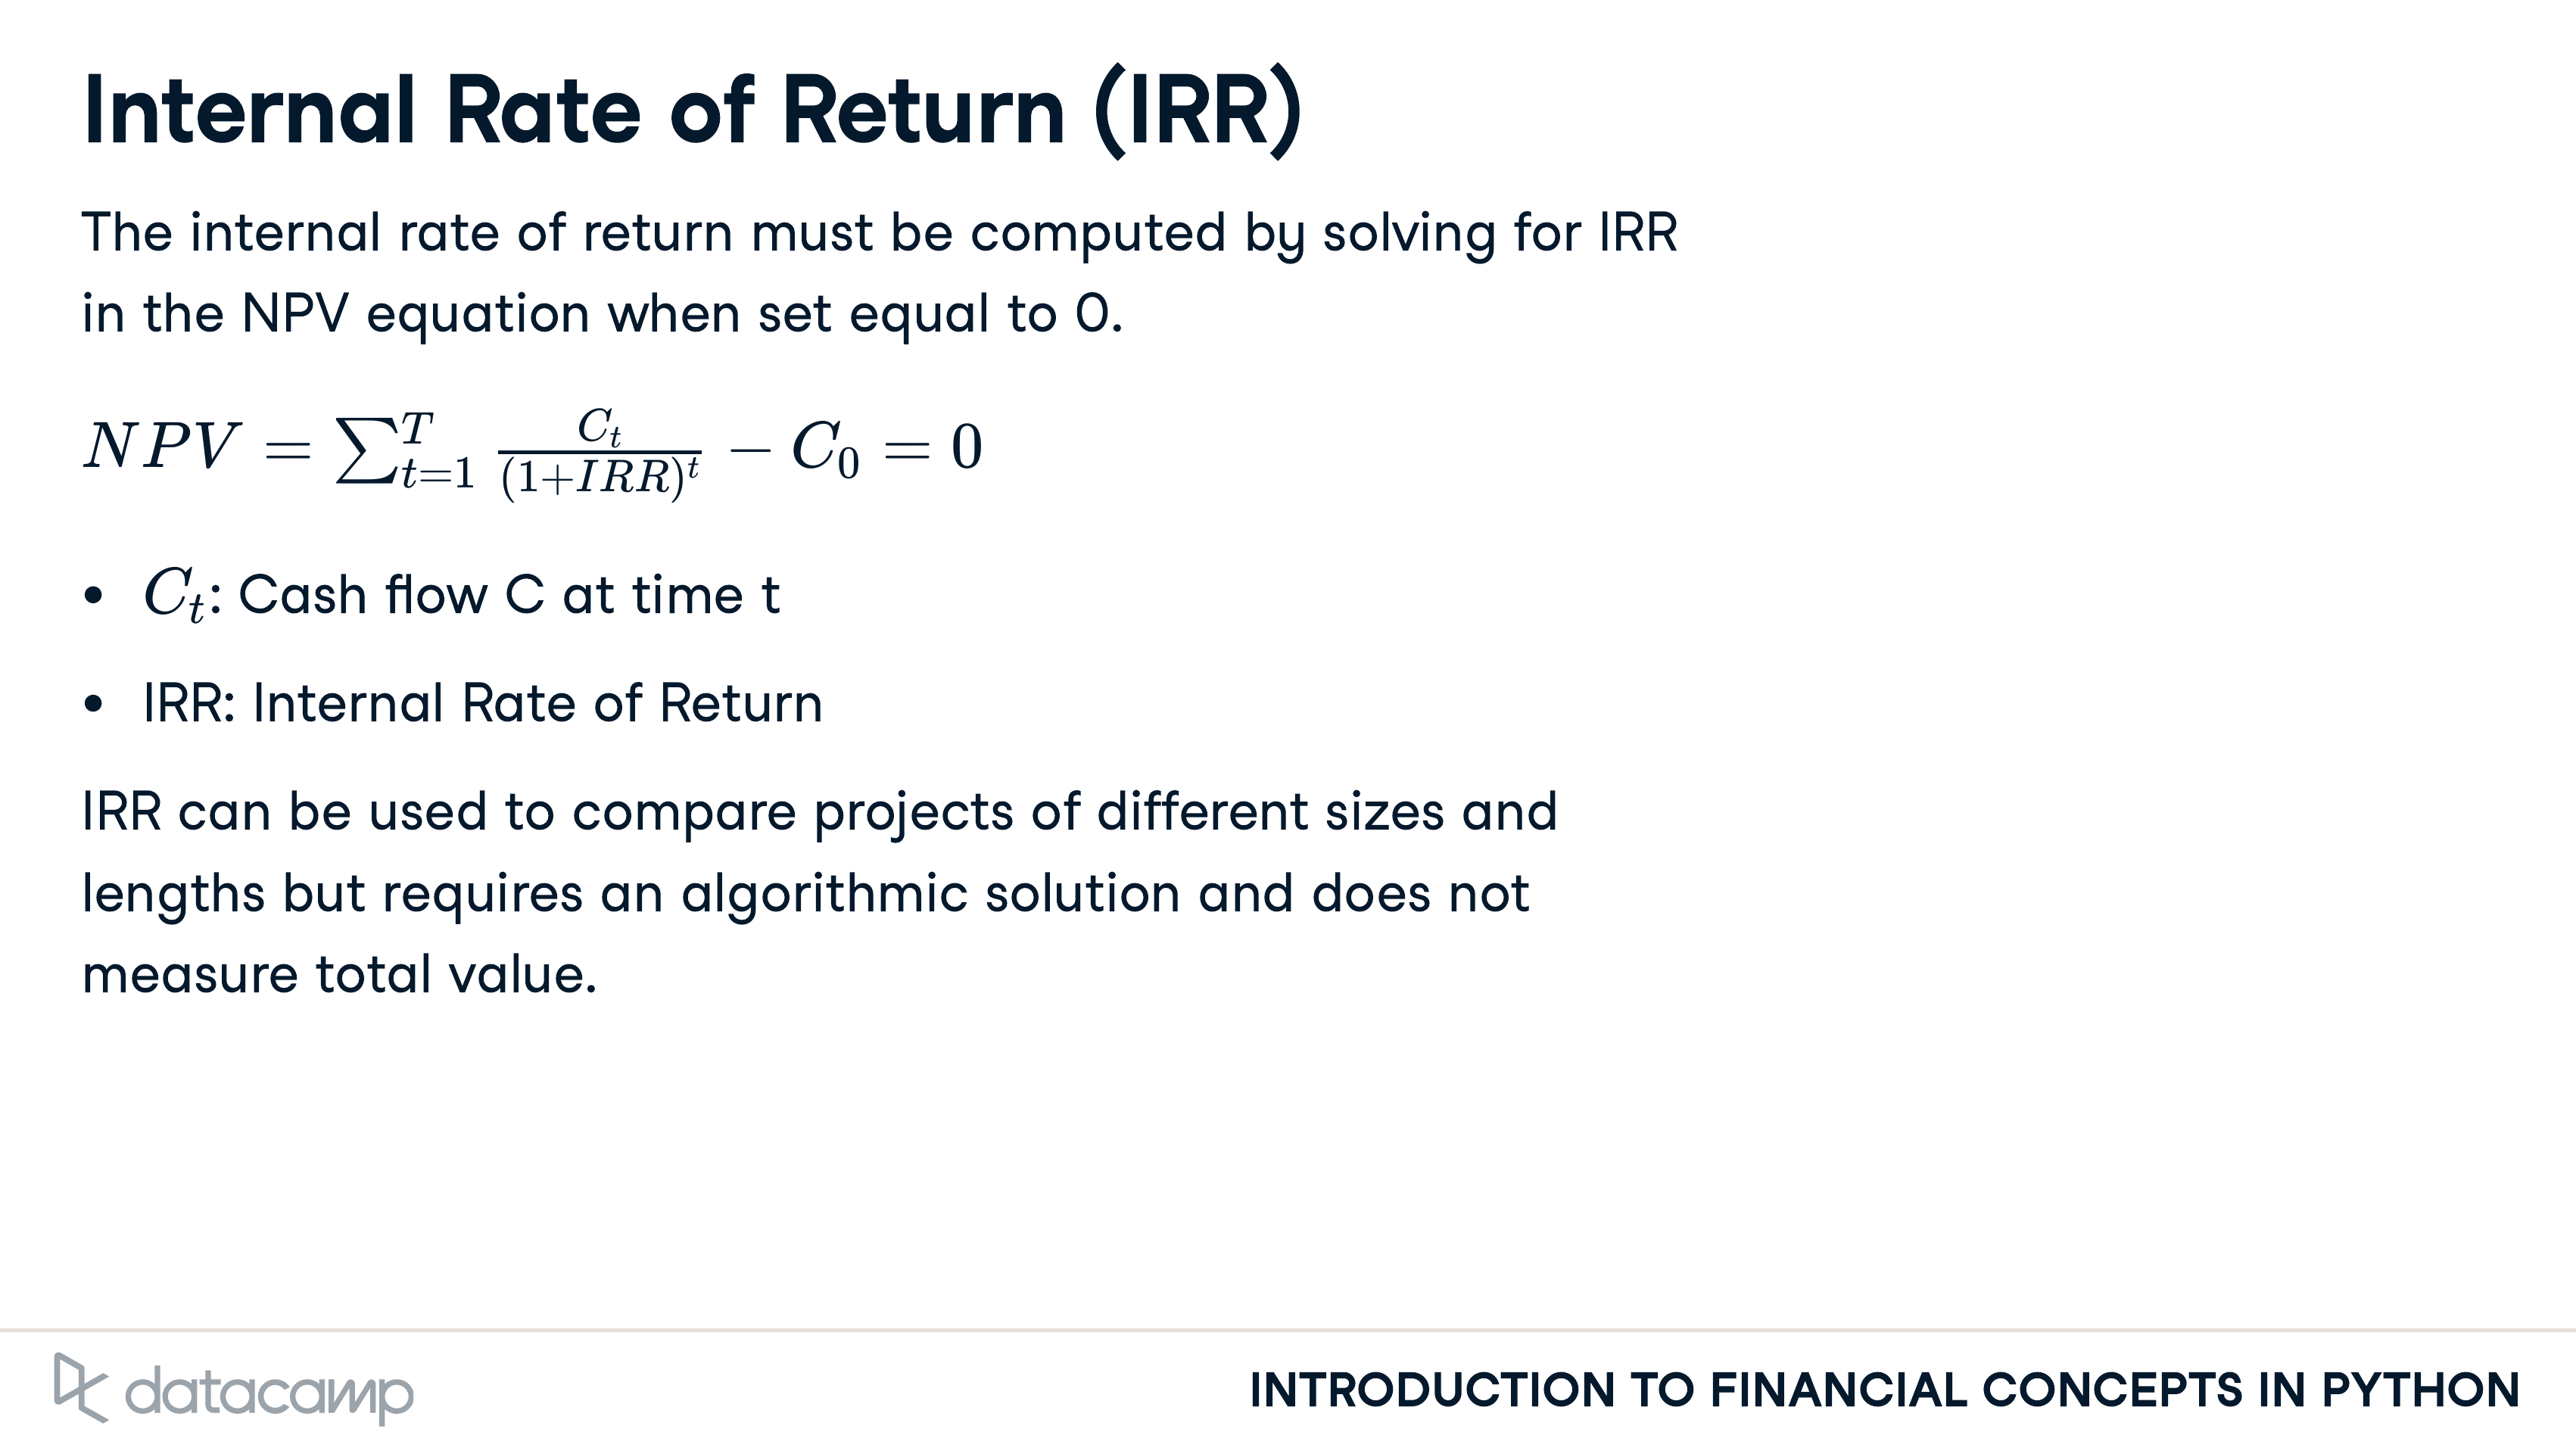 Internal Rate of Return (IRR)
The internal rate of return must be computed by solving for IRR
in the NPV equation when set equal to 0.
$NPV = \sum_{t=1}^{T} \frac{C_t}{(1+IRR)^t} - C_0 = 0$
• $C_t$: Cash flow C at time t
• IRR: Internal Rate of Return
IRR can be used to compare projects of different sizes and
lengths but requires an algorithmic solution and does not
measure total value.
datacamp
INTRODUCTION TO FINANCIAL CONCEPTS IN PYTHON